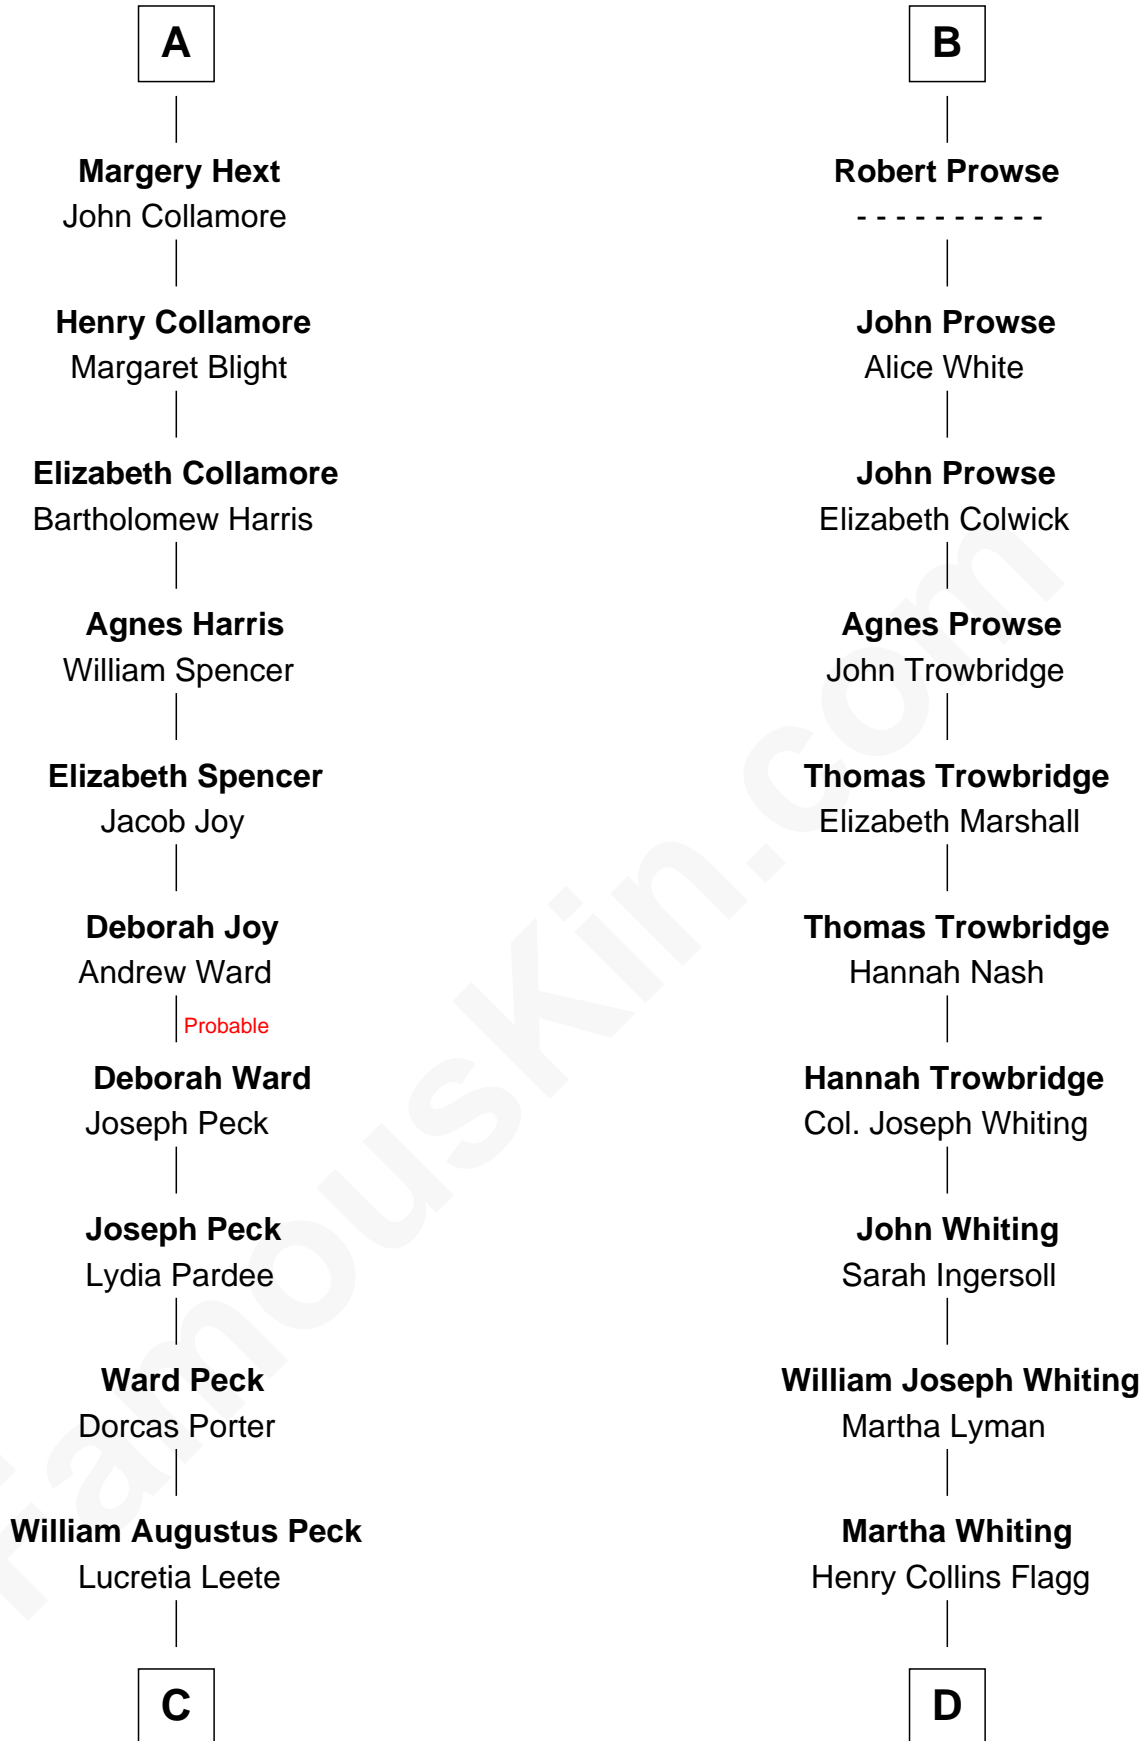 A
Margery Hext
John Collamore
Henry Collamore
Margaret Blight
Elizabeth Collamore
Bartholomew Harris
Agnes Harris
William Spencer
Elizabeth Spencer
Jacob Joy
Deborah Joy
Andrew Ward
Probable
Deborah Ward
Joseph Peck
Joseph Peck
Lydia Pardee
Ward Peck
Dorcas Porter
William Augustus Peck
Lucretia Leete
C
B
Robert Prowse
- - - - - - - - - -
John Prowse
Alice White
John Prowse
Elizabeth Colwick
Agnes Prowse
John Trowbridge
Thomas Trowbridge
Elizabeth Marshall
Thomas Trowbridge
Hannah Nash
Hannah Trowbridge
Col. Joseph Whiting
John Whiting
Sarah Ingersoll
William Joseph Whiting
Martha Lyman
Martha Whiting
Henry Collins Flagg
D
FamousKin.com